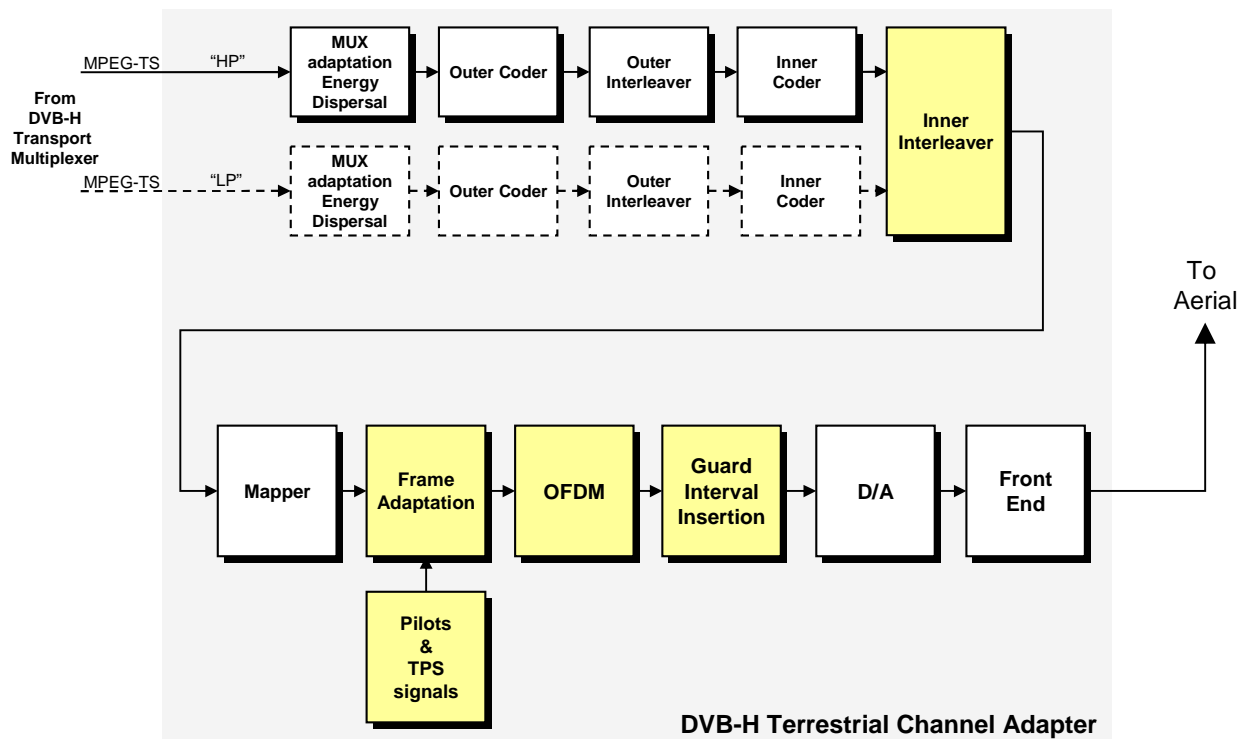 From
DVB-H
Transport
Multiplexer
MPEG-TS
“HP”
MUX
adaptation
Energy
Dispersal
Outer Coder
Outer
Interleaver
Inner
Coder
Inner
Interleaver
MPEG-TS
“LP”
MUX
adaptation
Energy
Dispersal
Outer Coder
Outer
Interleaver
Inner
Coder
To
Aerial
Mapper
Frame
Adaptation
OFDM
Guard
Interval
Insertion
D/A
Front
End
Pilots
&
TPS
signals
DVB-H Terrestrial Channel Adapter